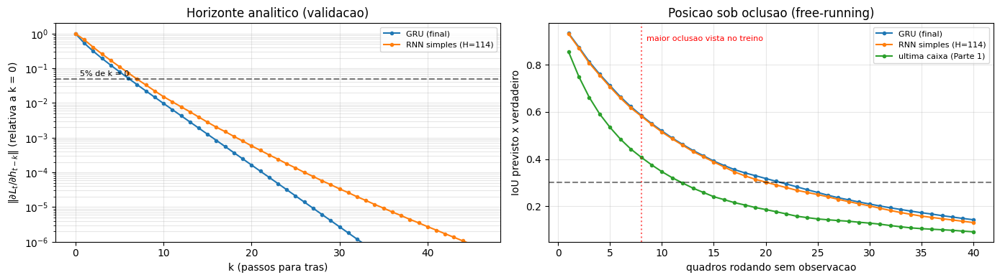 Horizonte analitico (validacao)
‖∂L_t/∂h_{t−k}‖ (relativa a k = 0)
10^0
10^−1
10^−2
10^−3
10^−4
10^−5
10^−6
GRU (final)
RNN simples (H=114)
5% de k = 0
0 10 20 30 40
k (passos para tras)
Posicao sob oclusao (free-running)
IoU previsto x verdadeiro
0.8
0.6
0.4
0.2
maior oclusao vista no treino
GRU (final)
RNN simples (H=114)
ultima caixa (Parte 1)
0 5 10 15 20 25 30 35 40
quadros rodando sem observacao